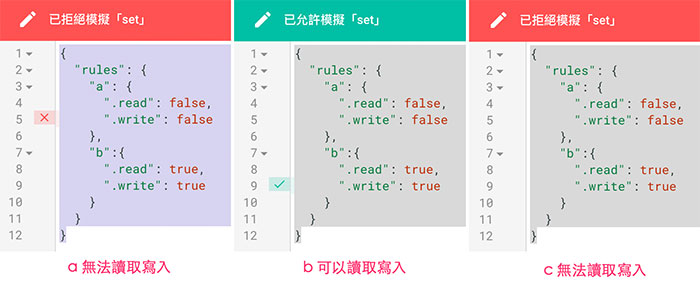 已拒絕模擬「set」
1 {
2 "rules": {
3 "a": {
4 ".read": false,
5 ".write": false
6 },
7 "b":{
8 ".read": true,
9 ".write": true
10 }
11 }
12 }
a 無法讀取寫入
已允許模擬「set」
1 {
2 "rules": {
3 "a": {
4 ".read": false,
5 ".write": false
6 },
7 "b":{
8 ".read": true,
9 ".write": true
10 }
11 }
12 }
b 可以讀取寫入
已拒絕模擬「set」
1 {
2 "rules": {
3 "a": {
4 ".read": false,
5 ".write": false
6 },
7 "b":{
8 ".read": true,
9 ".write": true
10 }
11 }
12 }
c 無法讀取寫入